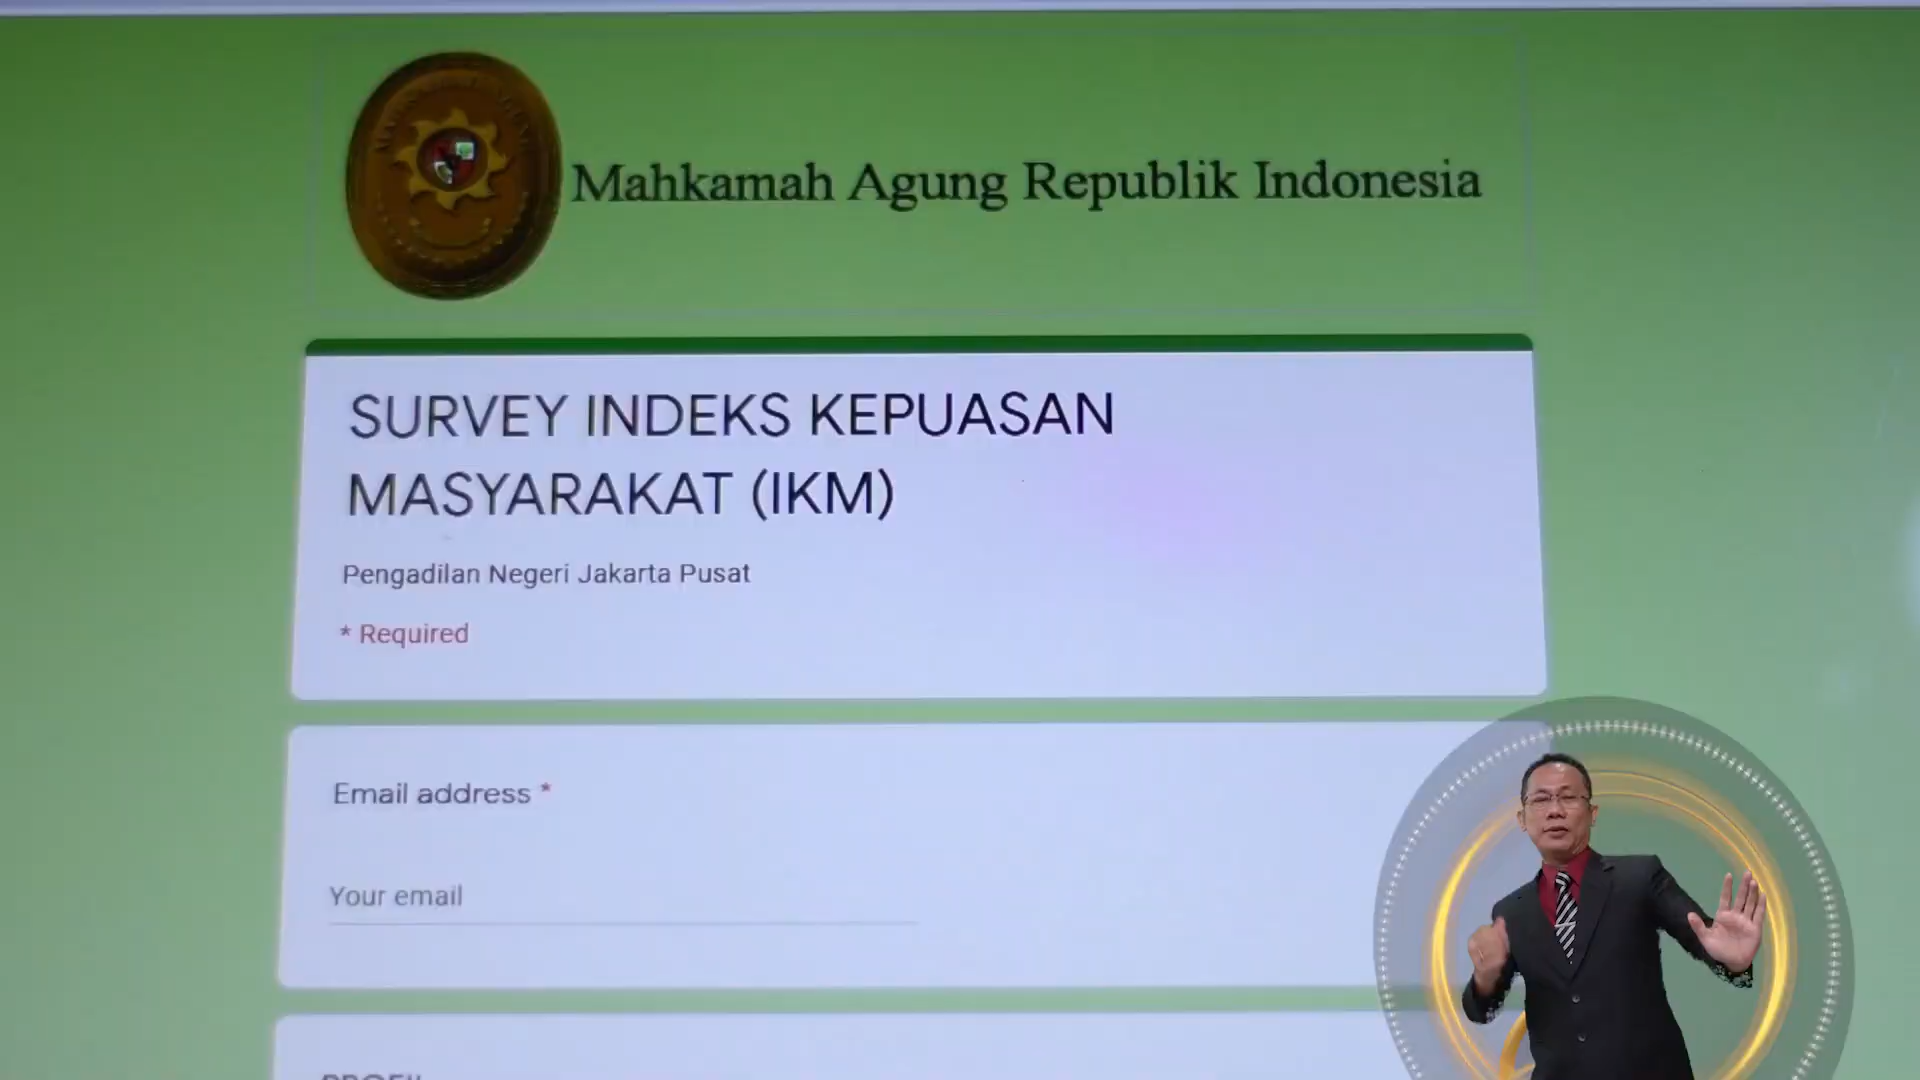 Mahkamah Agung Republik Indonesia
SURVEY INDEKS KEPUASAN
MASYARAKAT (IKM)
Pengadilan Negeri Jakarta Pusat
* Required
Email address *
Your email